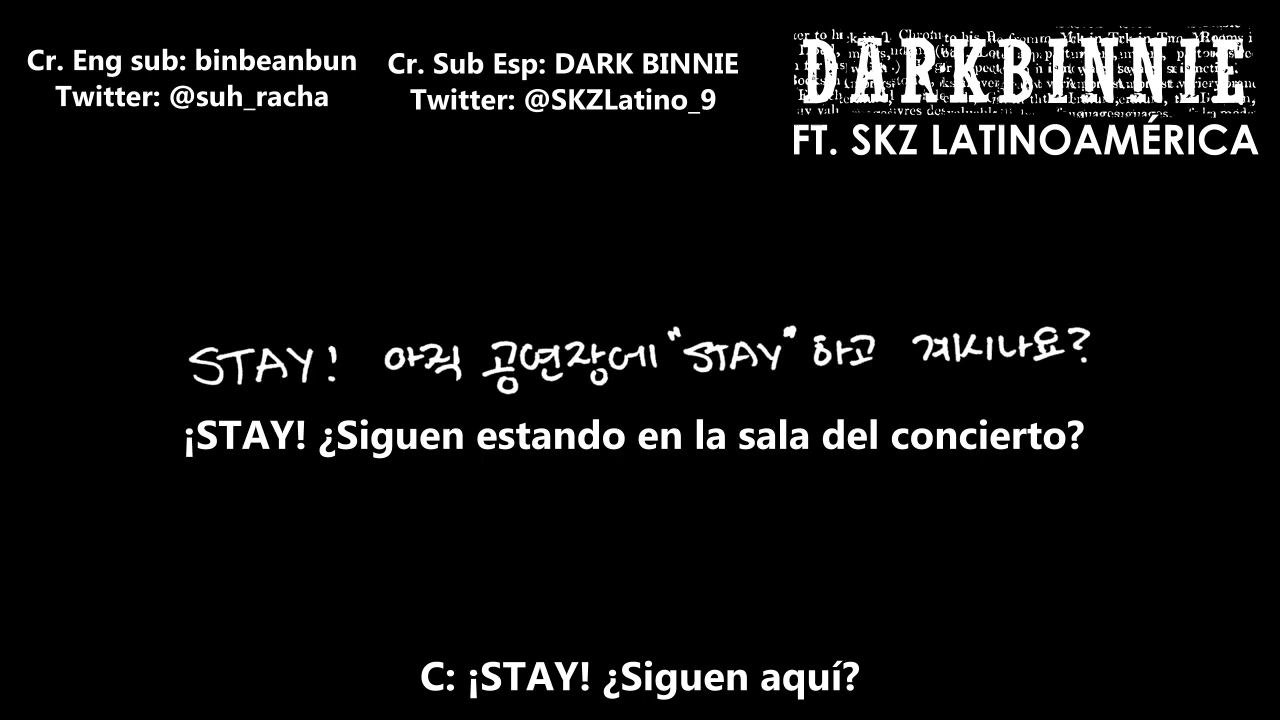 Cr. Eng sub: binbeanbun
Twitter: @suh_racha
Cr. Sub Esp: DARK BINNIE
Twitter: @SKZLatino_9
DARKBINNIE
FT. SKZ LATINOAMÉRICA
STAY! 아직 공연장에 "STAY" 하고 계시나요?
¡STAY! ¿Siguen estando en la sala del concierto?
C: ¡STAY! ¿Siguen aquí?